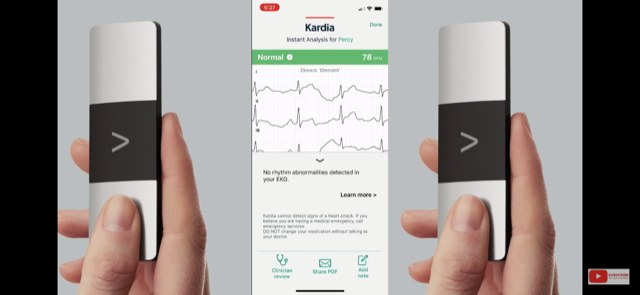 5:27
Kardia
Done
Instant Analysis for Percy
Normal
78 BPM
25mm/s 10mm/mV
I
II
III
No rhythm abnormalities detected in
your EKG.
Learn more >
Kardia cannot detect signs of a heart attack. If you
believe you are having a medical emergency, call
emergency services.
DO NOT change your medication without talking to
your doctor.
Clinician
review
Share PDF
Add
note
SUBSCRIBE